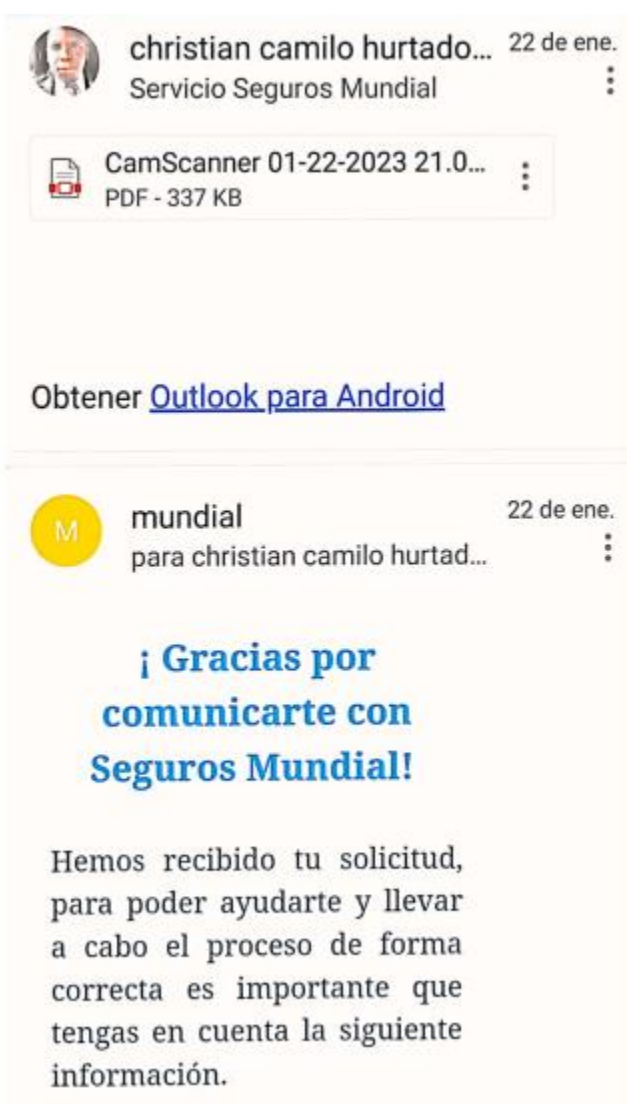 christian camilo hurtado... 22 de ene.
Servicio Seguros Mundial
CamScanner 01-22-2023 21.0...
PDF - 337 KB
Obtener Outlook para Android
M mundial 22 de ene.
para christian camilo hurtad...
¡ Gracias por
comunicarte con
Seguros Mundial!
Hemos recibido tu solicitud,
para poder ayudarte y llevar
a cabo el proceso de forma
correcta es importante que
tengas en cuenta la siguiente
información.